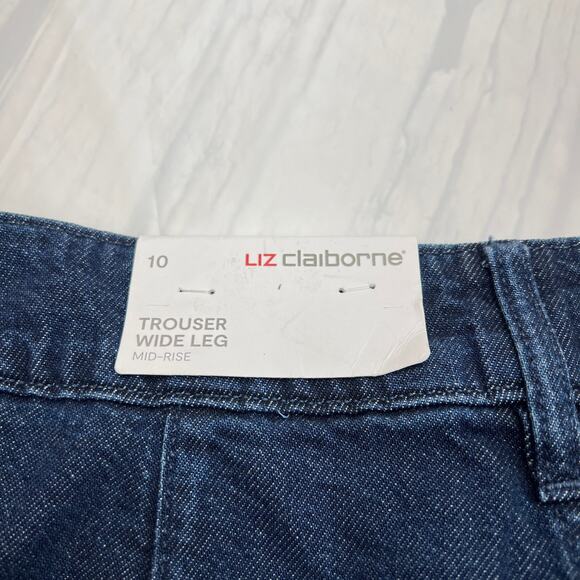 10
LIZ claiborne®
TROUSER
WIDE LEG
MID-RISE